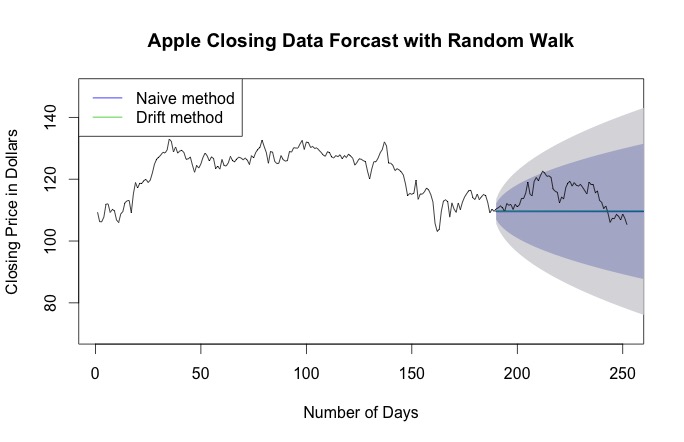 Apple Closing Data Forcast with Random Walk
Naive method
Drift method
Closing Price in Dollars
140
120
100
80
0 50 100 150 200 250
Number of Days